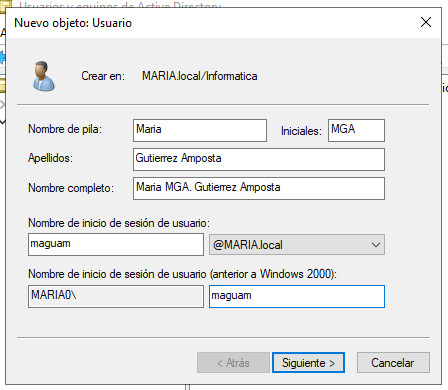 Usuarios y equipos de Active Directory
Nuevo objeto: Usuario
Crear en: MARIA.local/Informatica
Nombre de pila: Maria Iniciales: MGA
Apellidos: Gutierrez Amposta
Nombre completo: Maria MGA. Gutierrez Amposta
Nombre de inicio de sesión de usuario:
maguam @MARIA.local
Nombre de inicio de sesión de usuario (anterior a Windows 2000):
MARIA0\ maguam
< Atrás Siguiente > Cancelar